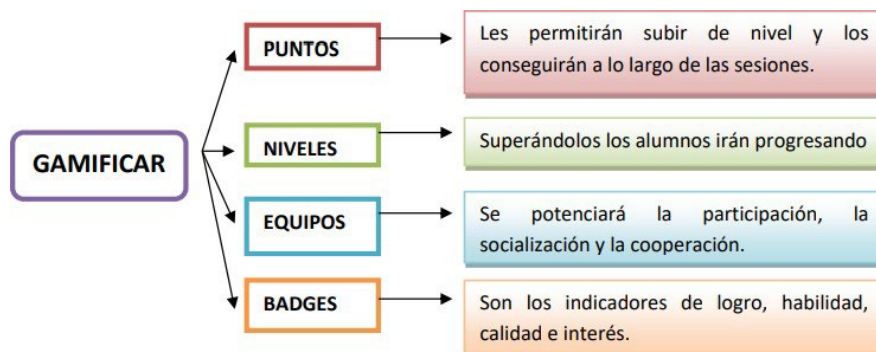 GAMIFICAR
PUNTOS
Les permitirán subir de nivel y los
conseguirán a lo largo de las sesiones.
NIVELES
Superándolos los alumnos irán progresando
EQUIPOS
Se potenciará la participación, la
socialización y la cooperación.
BADGES
Son los indicadores de logro, habilidad,
calidad e interés.